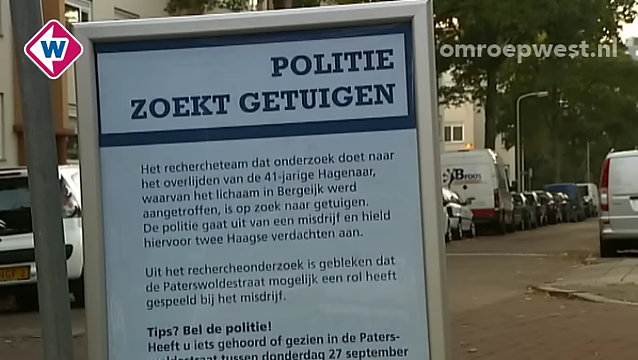 W
omroepwest.nl
POLITIE
ZOEKT GETUIGEN
Het rechercheteam dat onderzoek doet naar
het overlijden van de 41-jarige Hagenaar,
waarvan het lichaam in Bergeijk werd
aangetroffen, is op zoek naar getuigen.
De politie gaat uit van een misdrijf en hield
hiervoor twee Haagse verdachten aan.
Uit het rechercheonderzoek is gebleken dat
de Paterswoldestraat mogelijk een rol heeft
gespeeld bij het misdrijf.
Tips? Bel de politie!
Heeft u iets gehoord of gezien in de Paters-
woldestraat tussen donderdag 27 september
BROOS